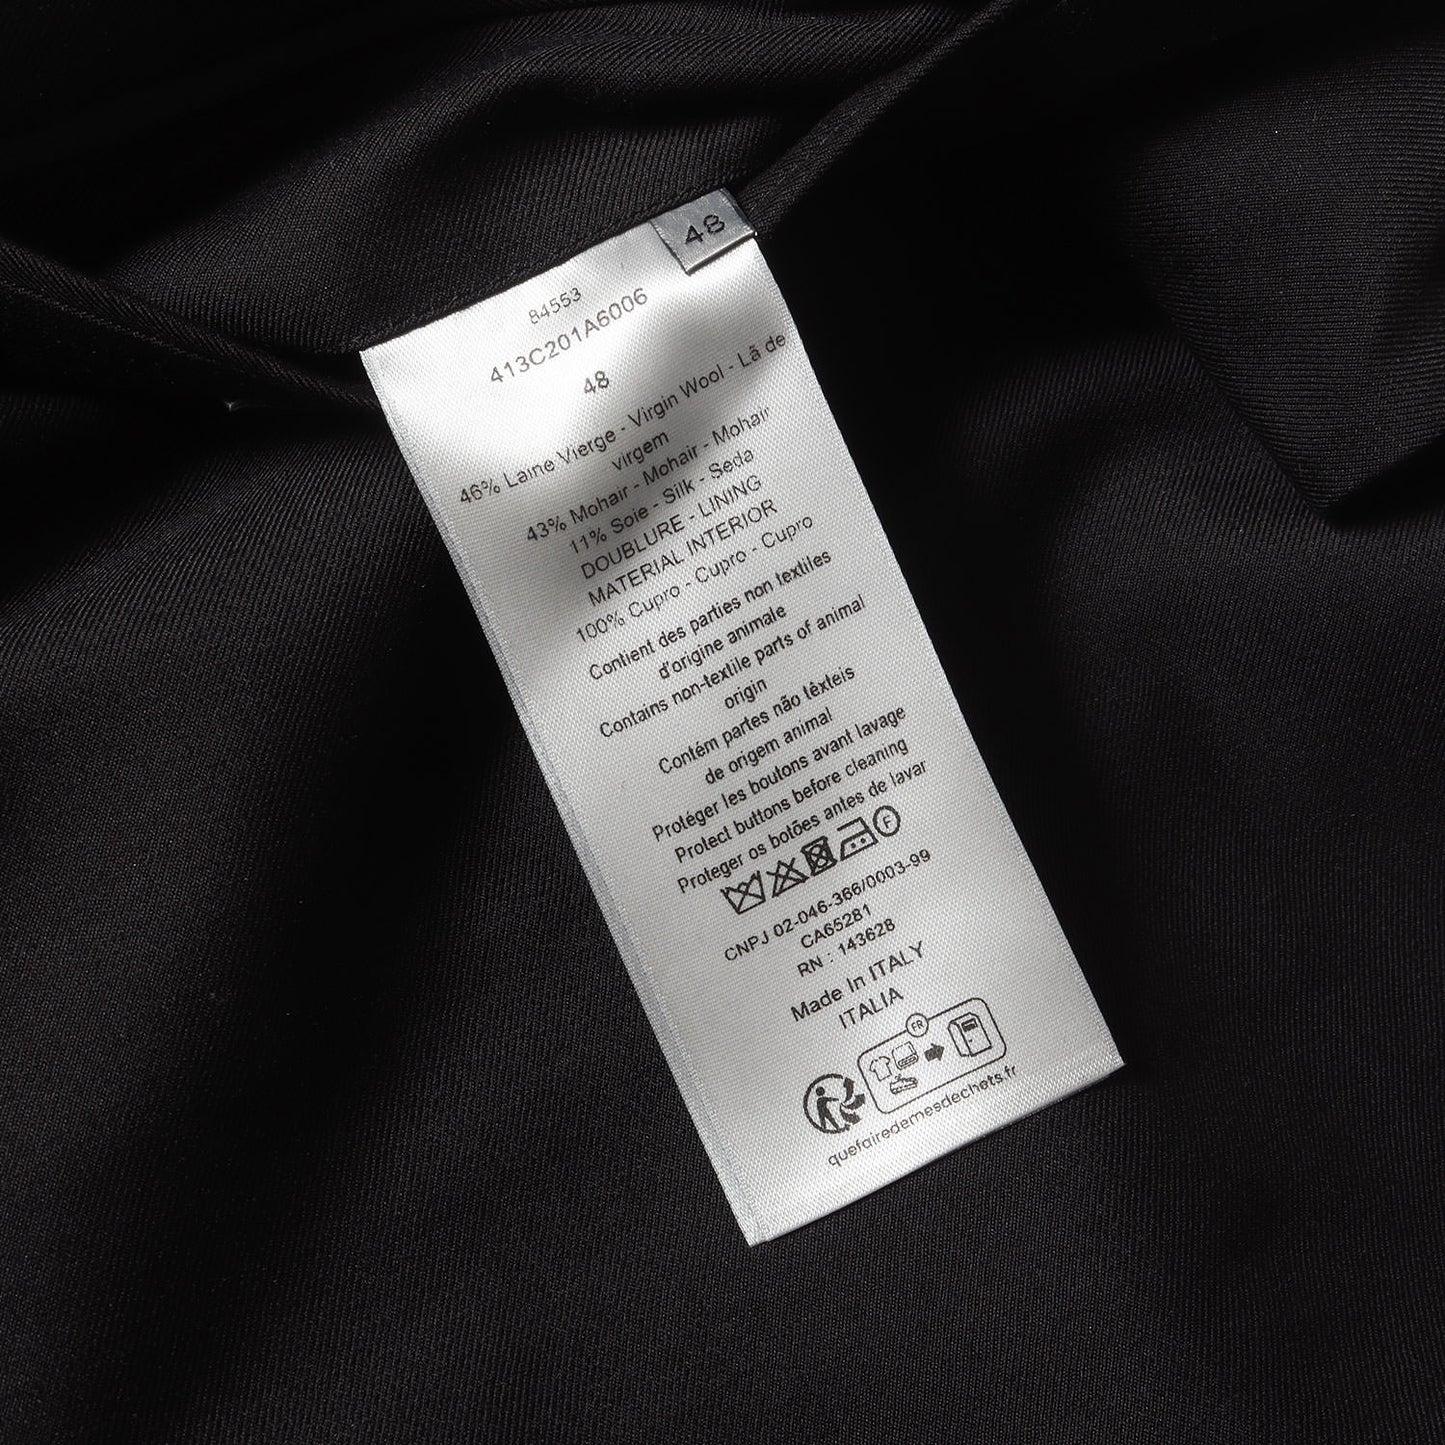 48
84553
413C201A6006
48
46% Laine Vierge - Virgin Wool - Lã de
virgem
43% Mohair - Mohair - Mohair
11% Soie - Silk - Seda
DOUBLURE - LINING
MATERIAL INTERIOR
100% Cupro - Cupro - Cupro
Contient des parties non textiles
d'origine animale
Contains non-textile parts of animal
origin
Contém partes não têxteis
de origem animal
Protéger les boutons avant lavage
Protect buttons before cleaning
Proteger os botões antes de lavar
F
CNPJ 02-046-366/0003-99
CA65281
RN : 143628
Made In ITALY
ITALIA
FR
quefairedemesdechets.fr